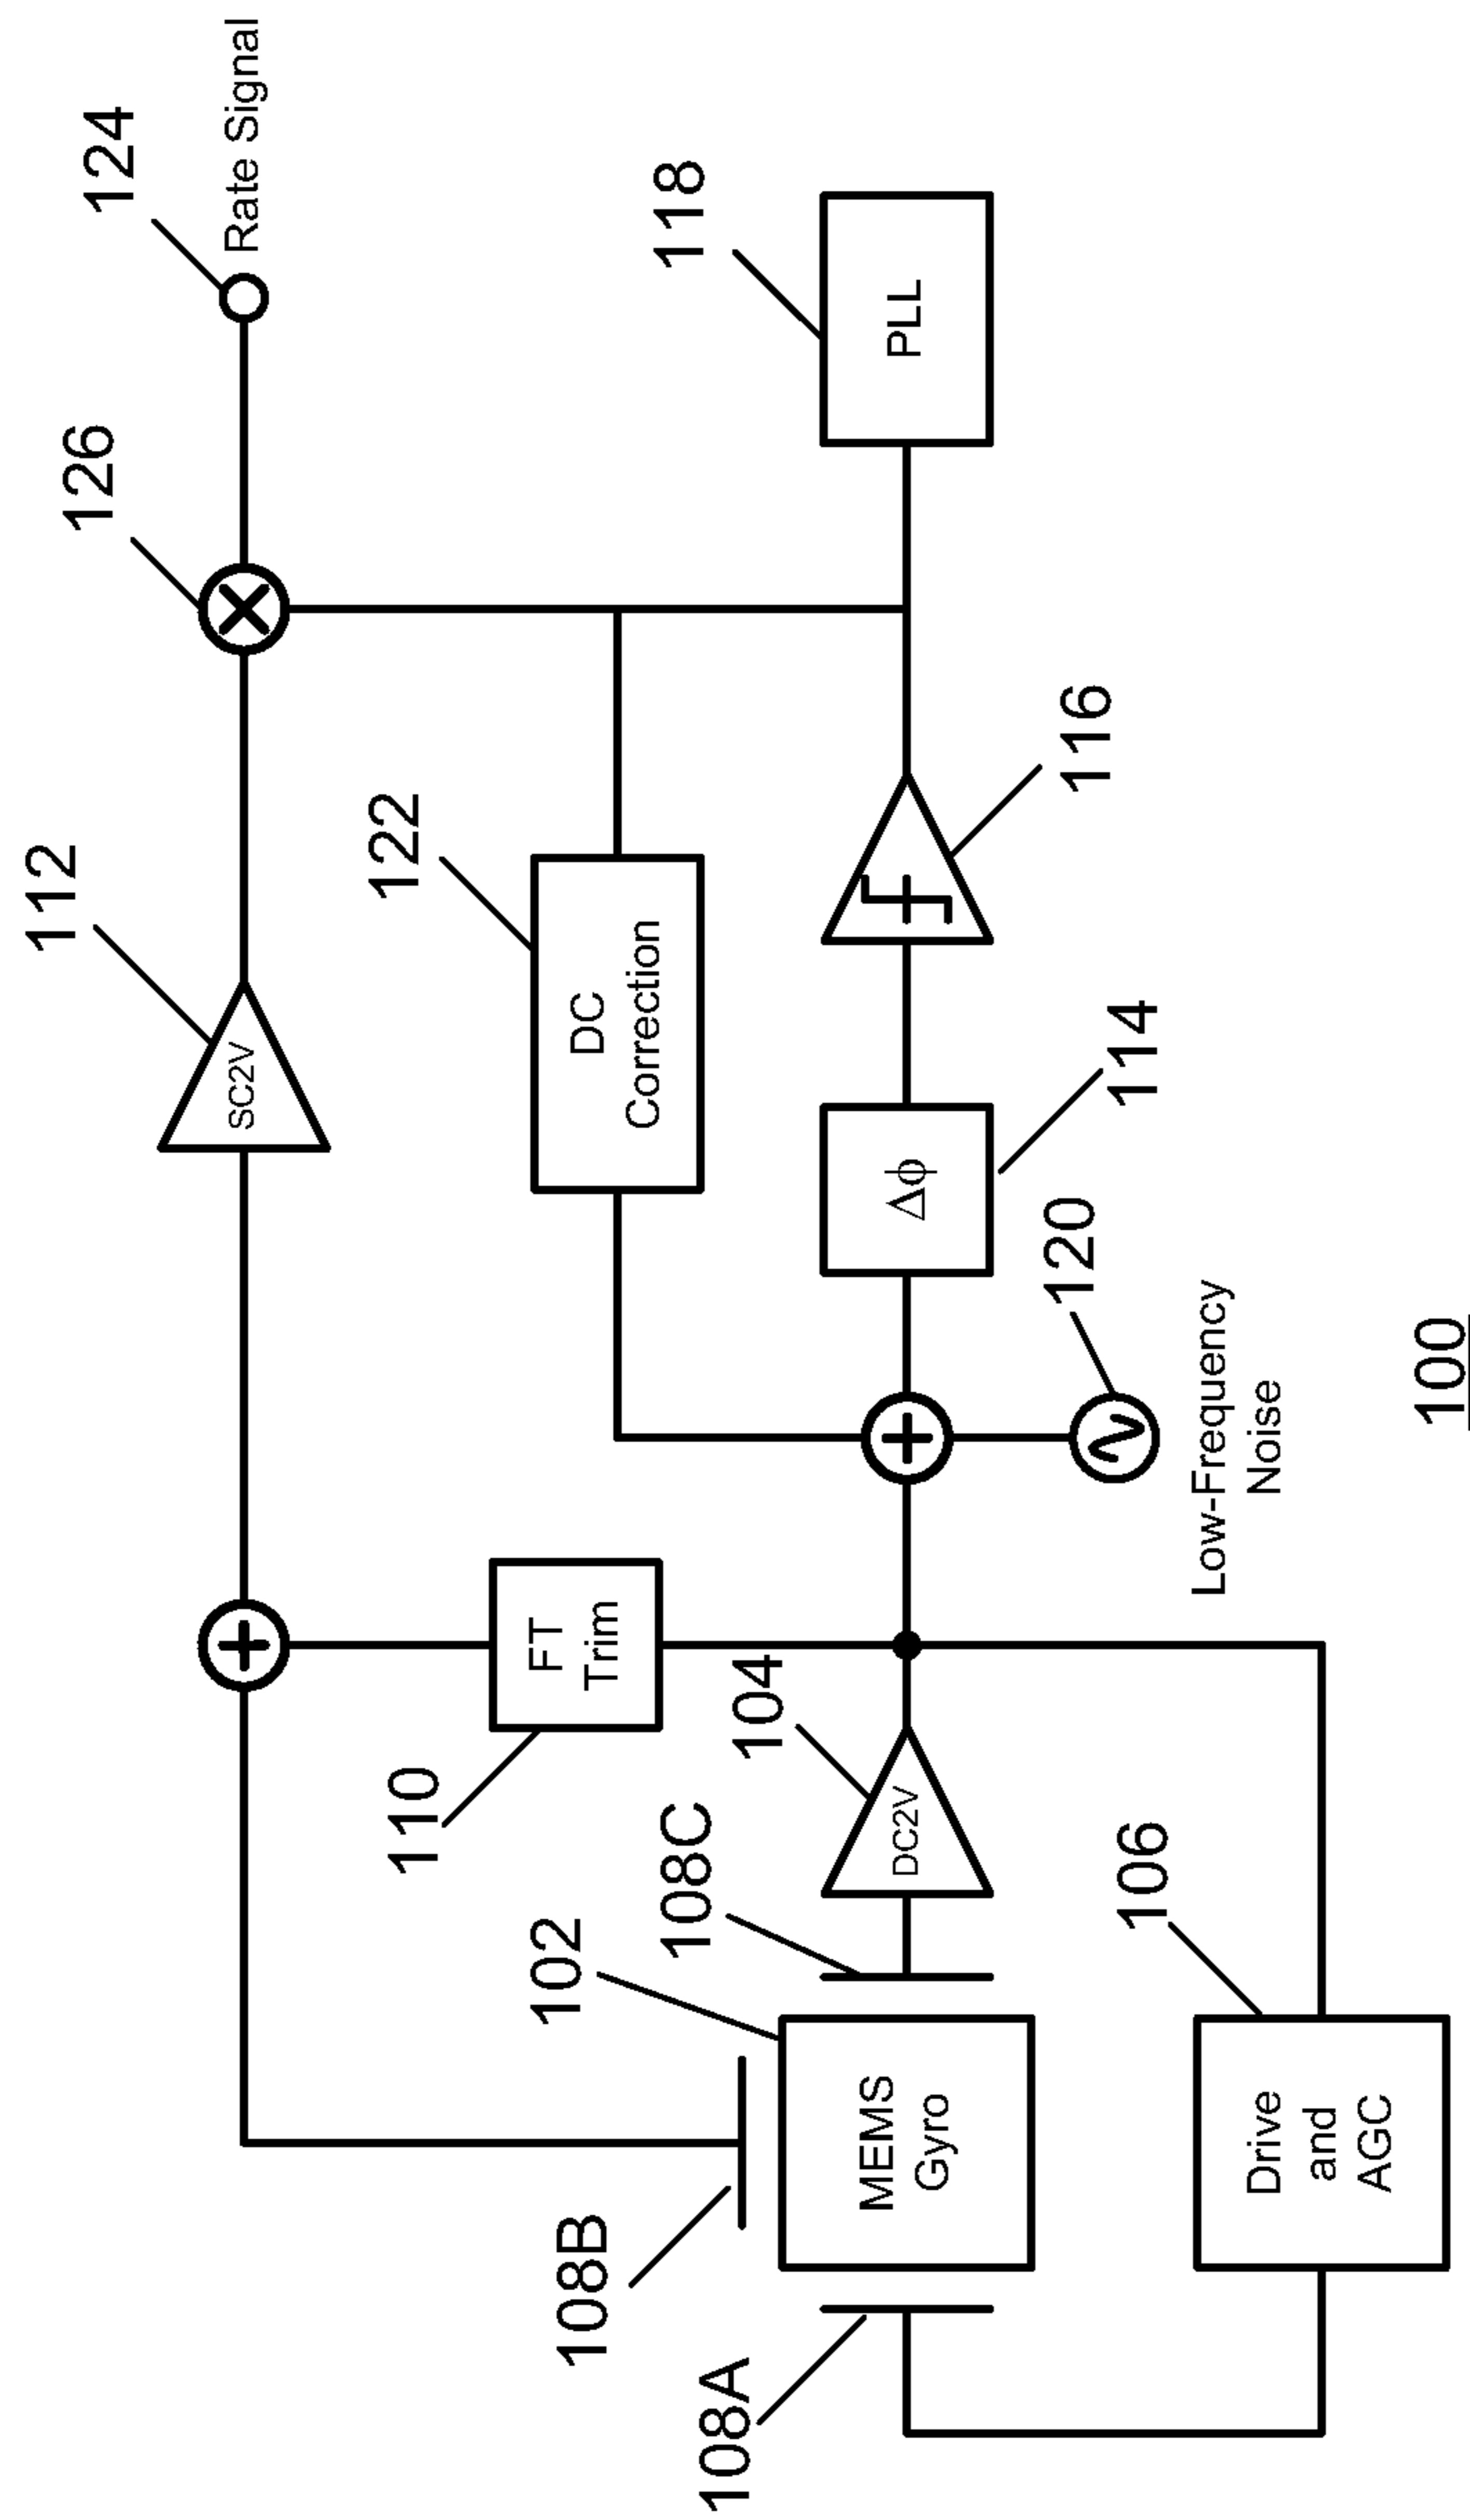 112
126
124
Rate Signal
SC2V
122
DC
Correction
118
PLL
110
FT
Trim
108B
102
108C
104
DC2V
120
Δϕ
114
116
108A
MEMS
Gyro
106
Low-Frequency
Noise
Drive
and
AGC
100